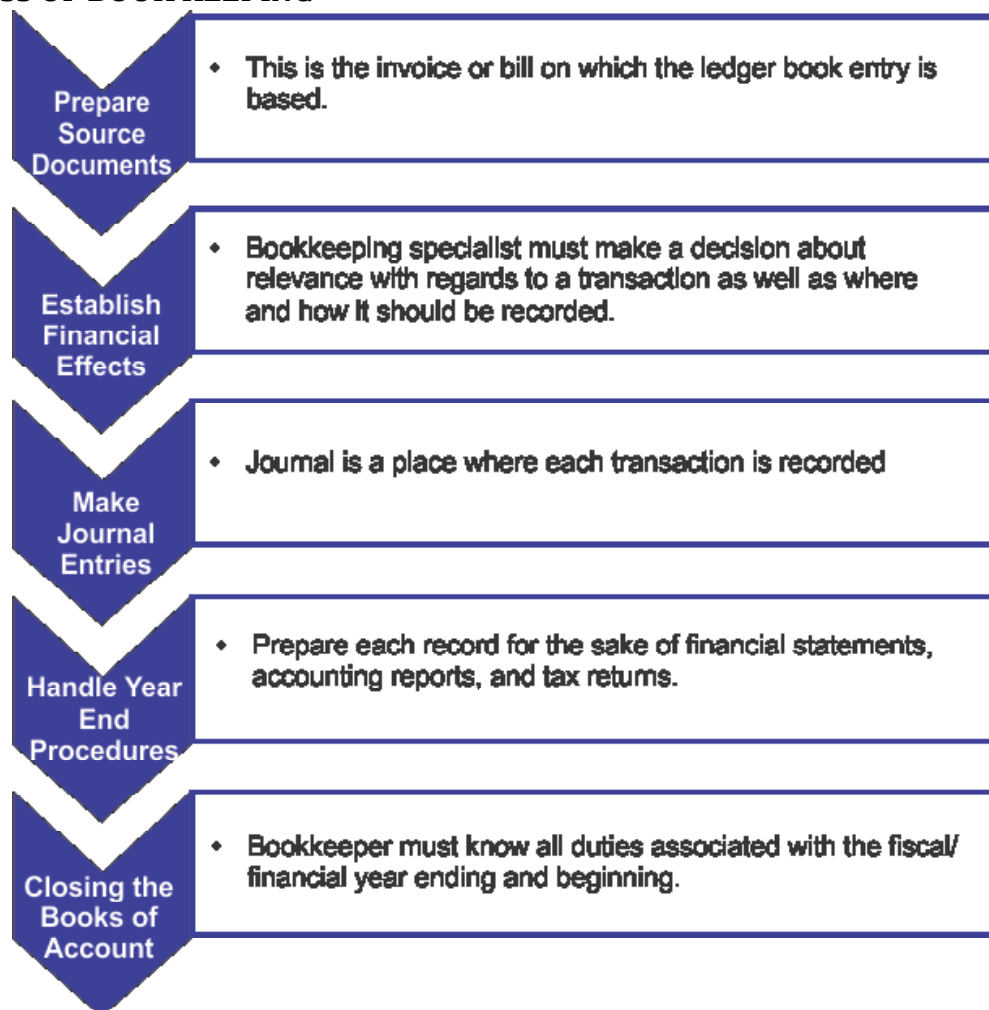 Prepare
Source
Documents
• This is the invoice or bill on which the ledger book entry is
based.
Establish
Financial
Effects
• Bookkeeping specialist must make a decision about
relevance with regards to a transaction as well as where
and how it should be recorded.
Make
Journal
Entries
• Journal is a place where each transaction is recorded
Handle Year
End
Procedures
• Prepare each record for the sake of financial statements,
accounting reports, and tax returns.
Closing the
Books of
Account
• Bookkeeper must know all duties associated with the fiscal/
financial year ending and beginning.